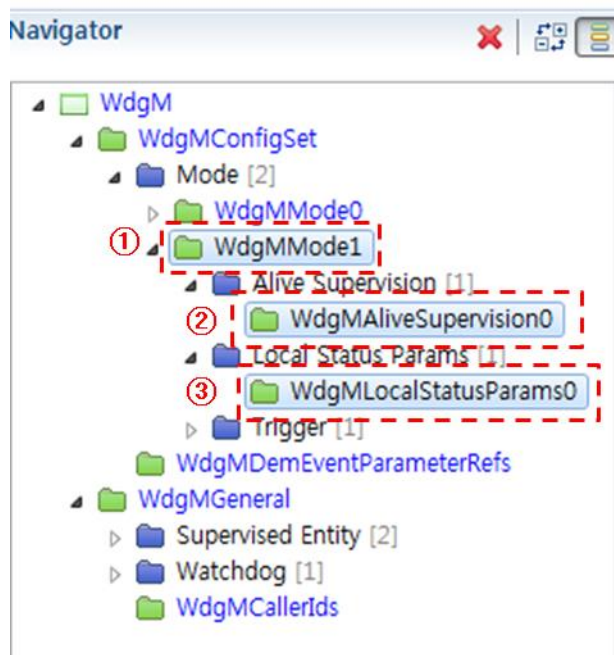 Navigator
WdgM
WdgMConfigSet
Mode [2]
WdgMMode0
① WdgMMode1
Alive Supervision [1]
② WdgMAliveSupervision0
Local Status Params [1]
③ WdgMLocalStatusParams0
Trigger [1]
WdgMDemEventParameterRefs
WdgMGeneral
Supervised Entity [2]
Watchdog [1]
WdgMCallerIds